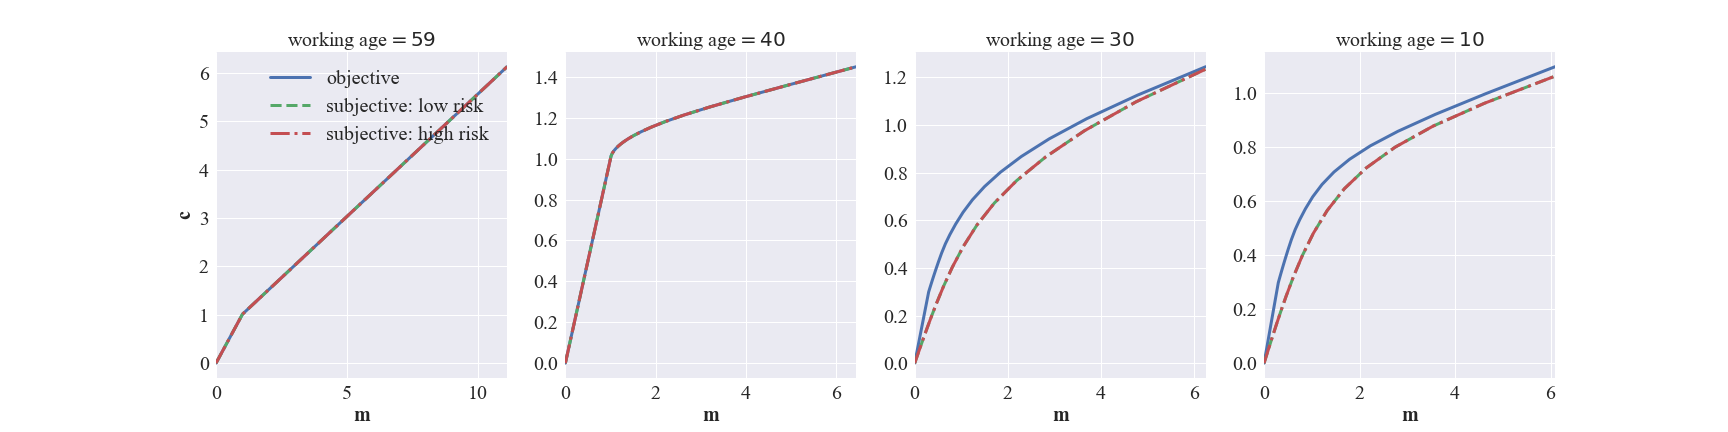 working age = 59
working age = 40
working age = 30
working age = 10
objective
subjective: low risk
subjective: high risk
c
6
5
4
3
2
1
0
0 5 10
m
1.4
1.2
1.0
0.8
0.6
0.4
0.2
0.0
0 2 4 6
m
1.2
1.0
0.8
0.6
0.4
0.2
0.0
0 2 4 6
m
1.0
0.8
0.6
0.4
0.2
0.0
0 2 4 6
m